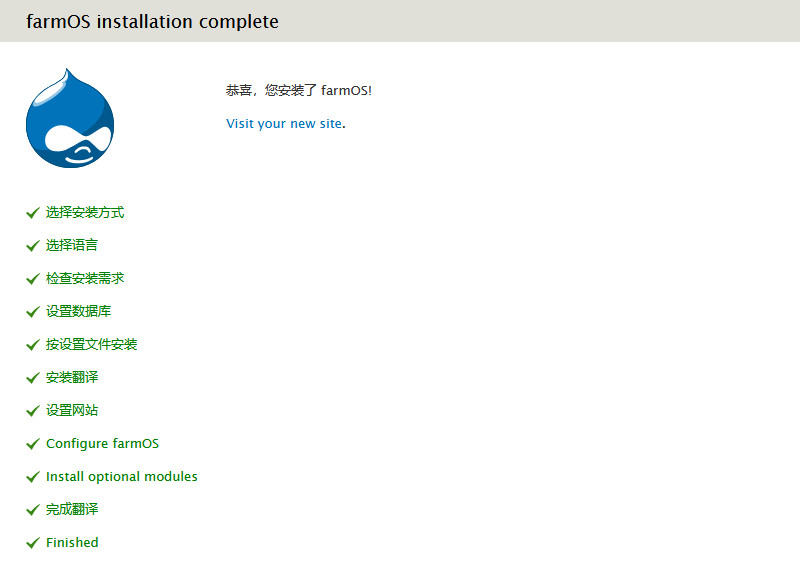 farmOS installation complete
恭喜，您安装了 farmOS!
Visit your new site.
选择安装方式
选择语言
检查安装需求
设置数据库
按设置文件安装
安装翻译
设置网站
Configure farmOS
Install optional modules
完成翻译
Finished